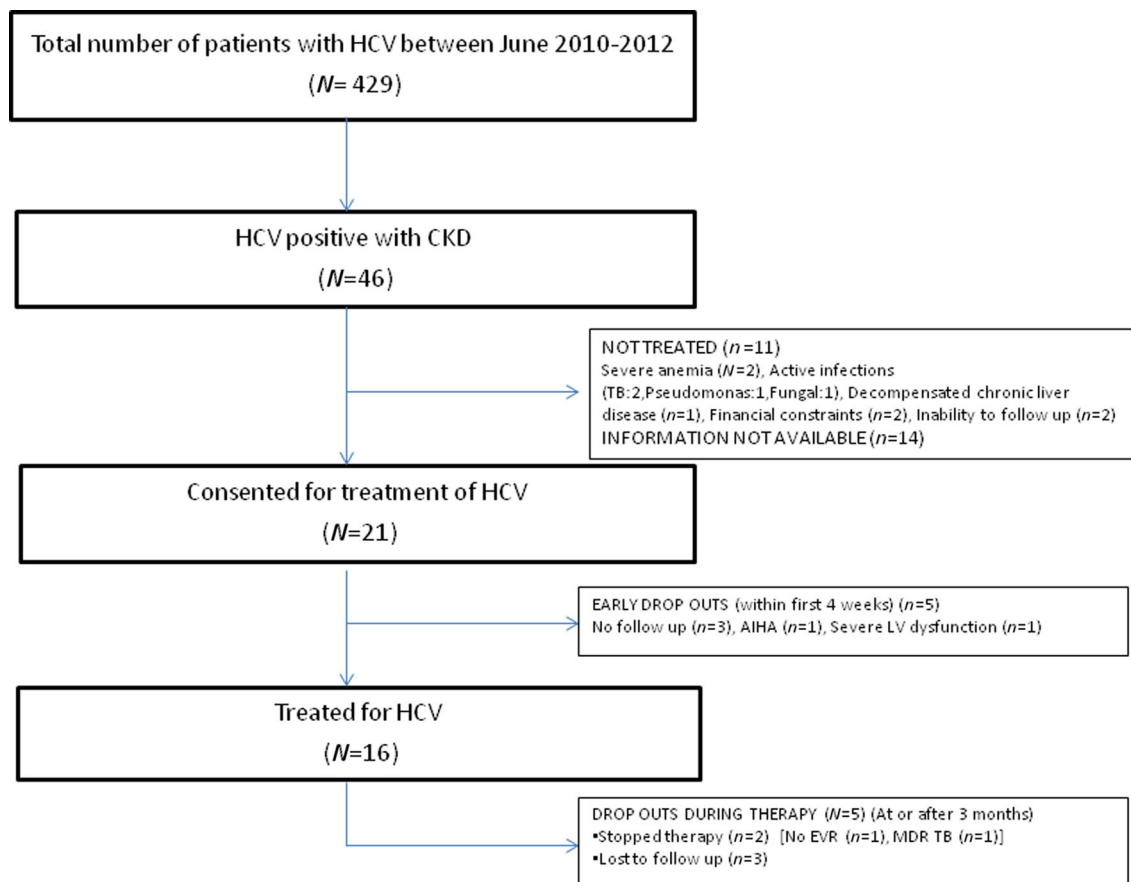 Total number of patients with HCV between June 2010-2012
(N= 429)
HCV positive with CKD
(N=46)
NOT TREATED (n=11)
Severe anemia (N=2), Active infections
(TB:2,Pseudomonas:1,Fungal:1), Decompensated chronic liver
disease (n=1), Financial constraints (n=2), Inability to follow up (n=2)
INFORMATION NOT AVAILABLE (n=14)
Consented for treatment of HCV
(N=21)
EARLY DROP OUTS (within first 4 weeks) (n=5)
No follow up (n=3), AIHA (n=1), Severe LV dysfunction (n=1)
Treated for HCV
(N=16)
DROP OUTS DURING THERAPY (N=5) (At or after 3 months)
•Stopped therapy (n=2) [No EVR (n=1), MDR TB (n=1)]
•Lost to follow up (n=3)